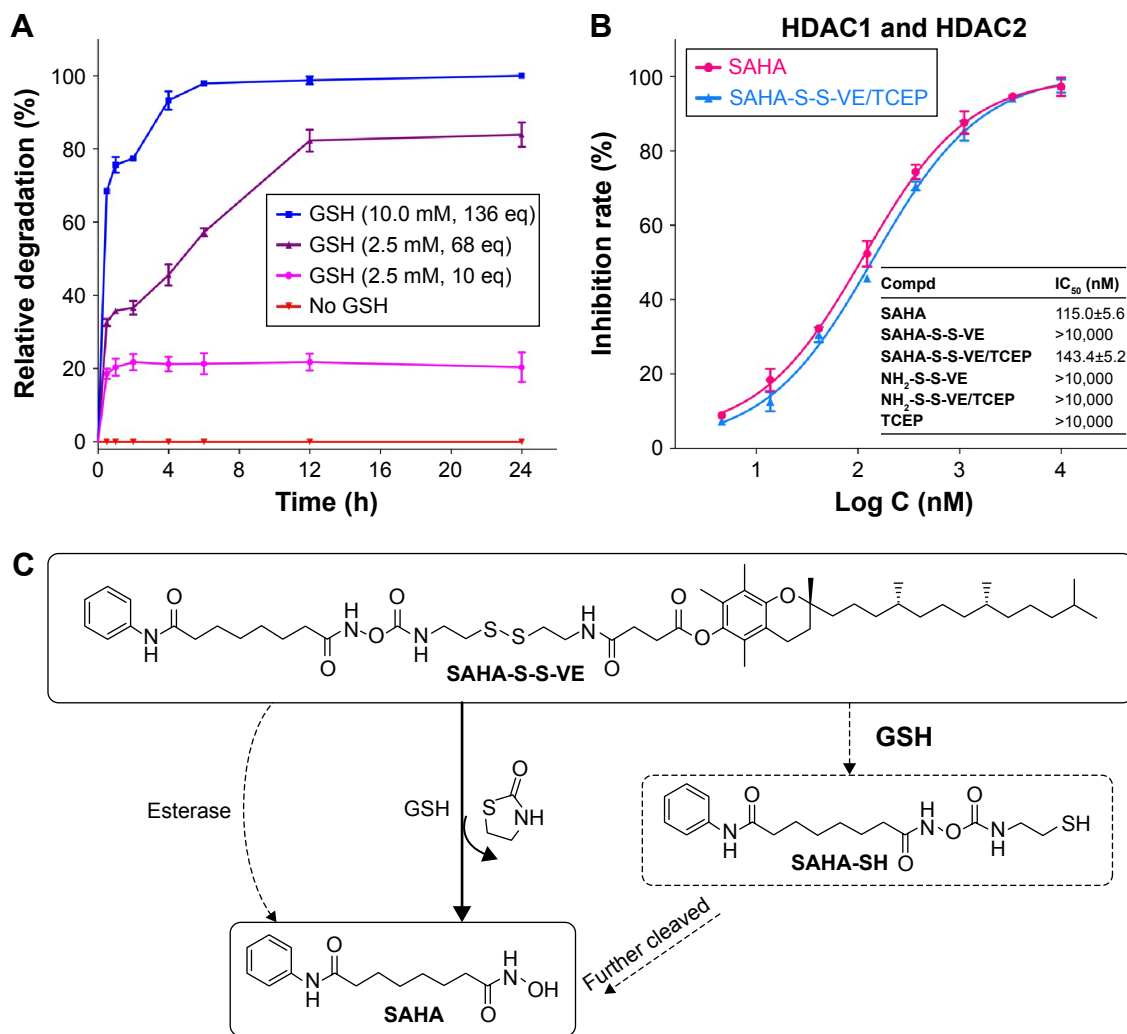 A
Relative degradation (%)
100
80
60
40
20
0
GSH (10.0 mM, 136 eq)
GSH (2.5 mM, 68 eq)
GSH (2.5 mM, 10 eq)
No GSH
0 4 8 12 16 20 24
Time (h)
B
HDAC1 and HDAC2
Inhibition rate (%)
100
80
60
40
20
0
SAHA
SAHA-S-S-VE/TCEP
Compd IC₅₀ (nM)
SAHA 115.0±5.6
SAHA-S-S-VE >10,000
SAHA-S-S-VE/TCEP 143.4±5.2
NH₂-S-S-VE >10,000
NH₂-S-S-VE/TCEP >10,000
TCEP >10,000
1 2 3 4
Log C (nM)
C
O
N
H
O
H
N
O
O
N
H
S
S
H
N
O
O
O
O
SAHA-S-S-VE
Esterase
GSH
O
S
NH
GSH
O
N
H
O
H
N
O
O
N
H
SH
SAHA-SH
Further cleaved
O
N
H
O
H
N
OH
SAHA